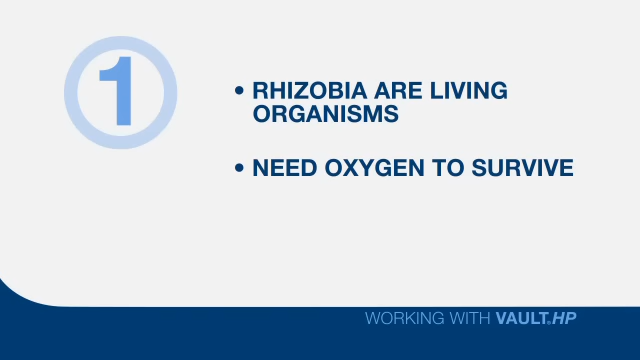 1
• RHIZOBIA ARE LIVING
ORGANISMS
• NEED OXYGEN TO SURVIVE
WORKING WITH VAULT® HP